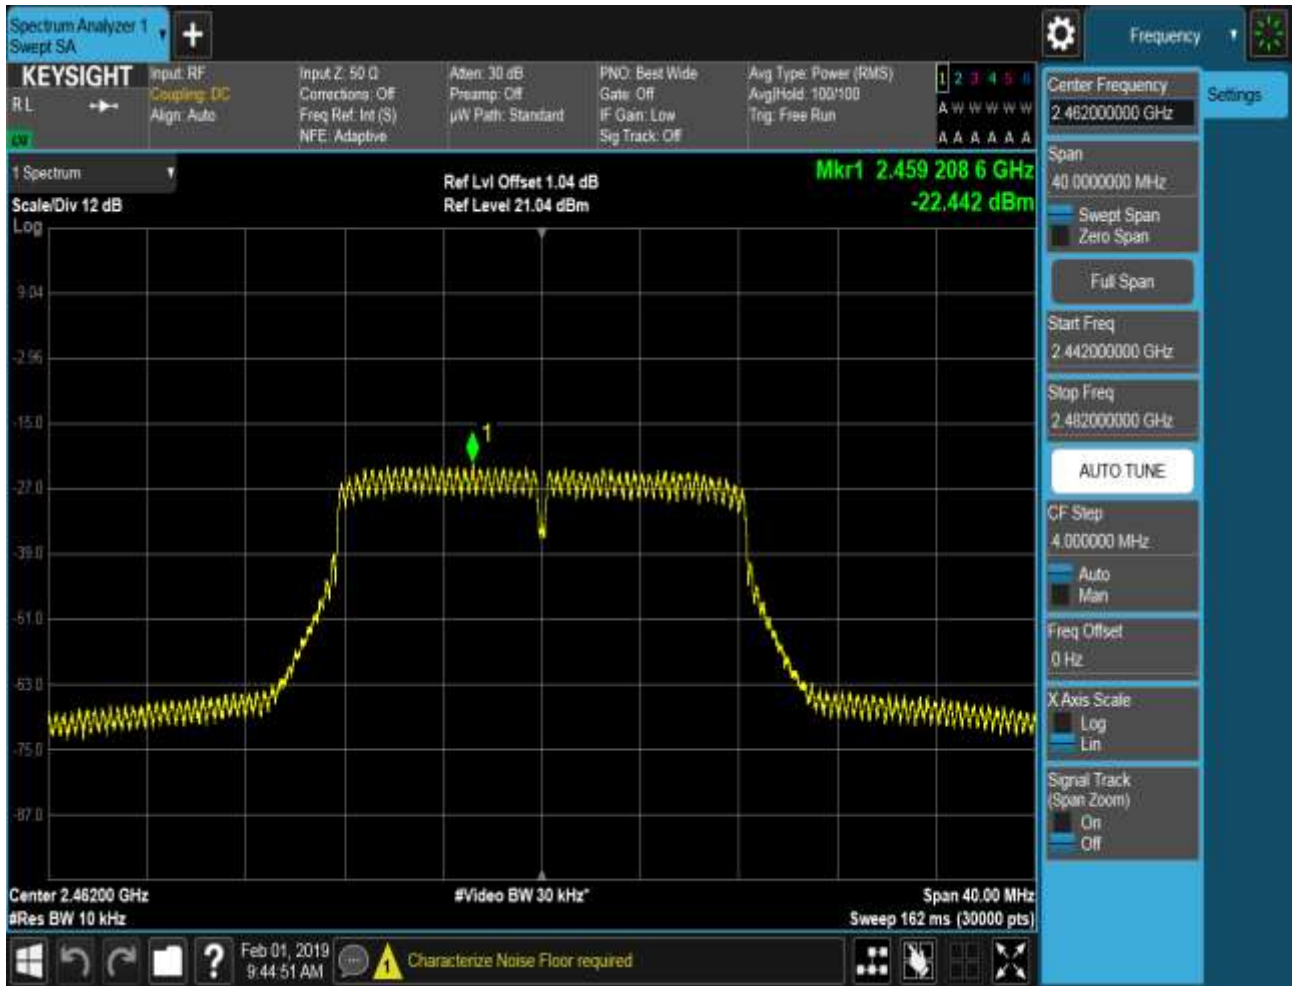 Spectrum Analyzer 1
Swept SA
+
Frequency
KEYSIGHT
R L
Input: RF
Coupling: DC
Align: Auto
Input Z: 50 Ω
Corrections: Off
Freq Ref: Int (S)
NFE: Adaptive
Atten: 30 dB
Preamp: Off
µW Path: Standard
PNO: Best Wide
Gate: Off
IF Gain: Low
Sig Track: Off
Avg Type: Power (RMS)
Avg|Hold: 100/100
Trig: Free Run
1 2 3 4 5 6
A W W W W W
A A A A A A
Center Frequency
2.462000000 GHz
Settings
Span
40.0000000 MHz
Swept Span
Zero Span
Full Span
Start Freq
2.442000000 GHz
Stop Freq
2.482000000 GHz
AUTO TUNE
CF Step
4.000000 MHz
Auto
Man
Freq Offset
0 Hz
X Axis Scale
Log
Lin
Signal Track
(Span Zoom)
On
Off
1 Spectrum
Scale/Div 12 dB
Log
Ref Lvl Offset 1.04 dB
Ref Level 21.04 dBm
Mkr1 2.459 208 6 GHz
-22.442 dBm
9.04
-2.96
-15.0
-27.0
-39.0
-51.0
-63.0
-75.0
-87.0
1
Center 2.46200 GHz
#Res BW 10 kHz
#Video BW 30 kHz*
Span 40.00 MHz
Sweep 162 ms (30000 pts)
?
Feb 01, 2019
9:44:51 AM
1
Characterize Noise Floor required